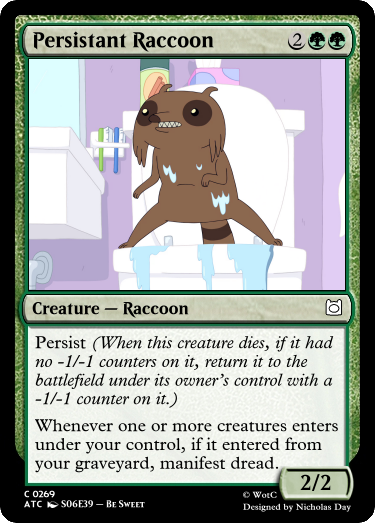 Persistant Raccoon 2
Creature — Raccoon
Persist (When this creature dies, if it had
no -1/-1 counters on it, return it to the
battlefield under its owner's control with a
-1/-1 counter on it.)
Whenever one or more creatures enters
under your control, if it entered from
your graveyard, manifest dread.
2/2
C 0269
ATC S06E39 – Be Sweet
© WotC
Designed by Nicholas Day